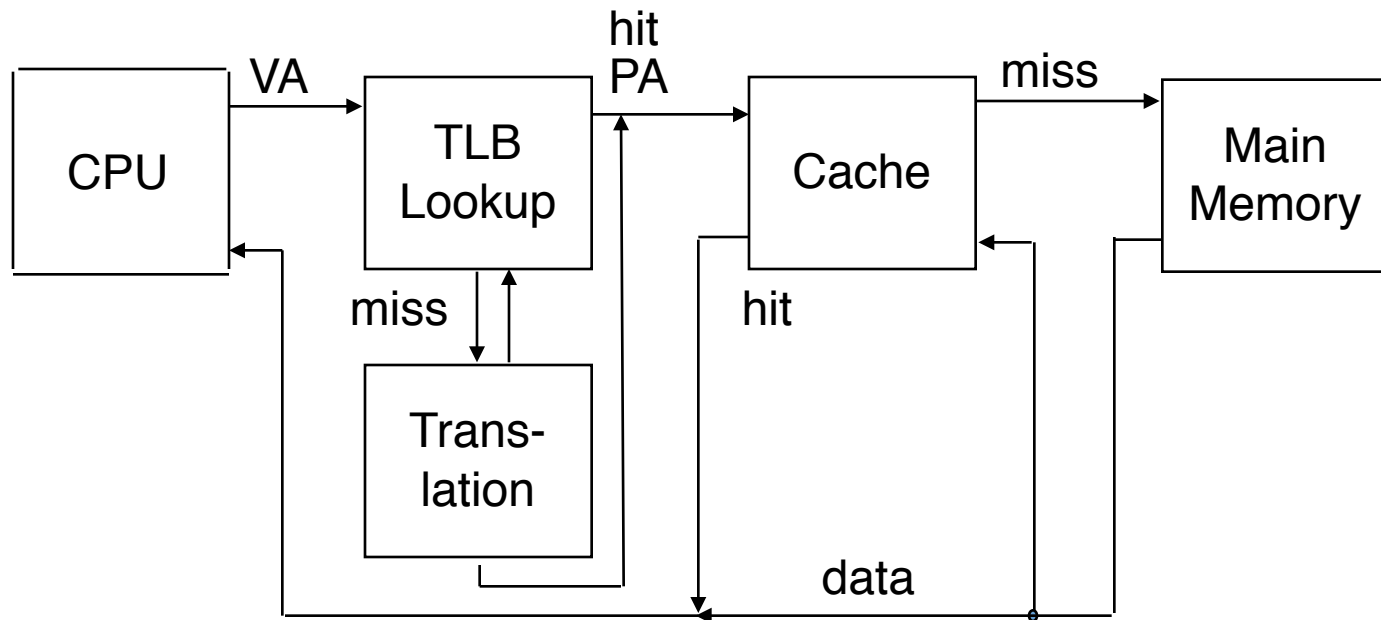 hit
VA
PA
miss
CPU
TLB
Lookup
Cache
Main
Memory
miss
hit
Trans-
lation
data